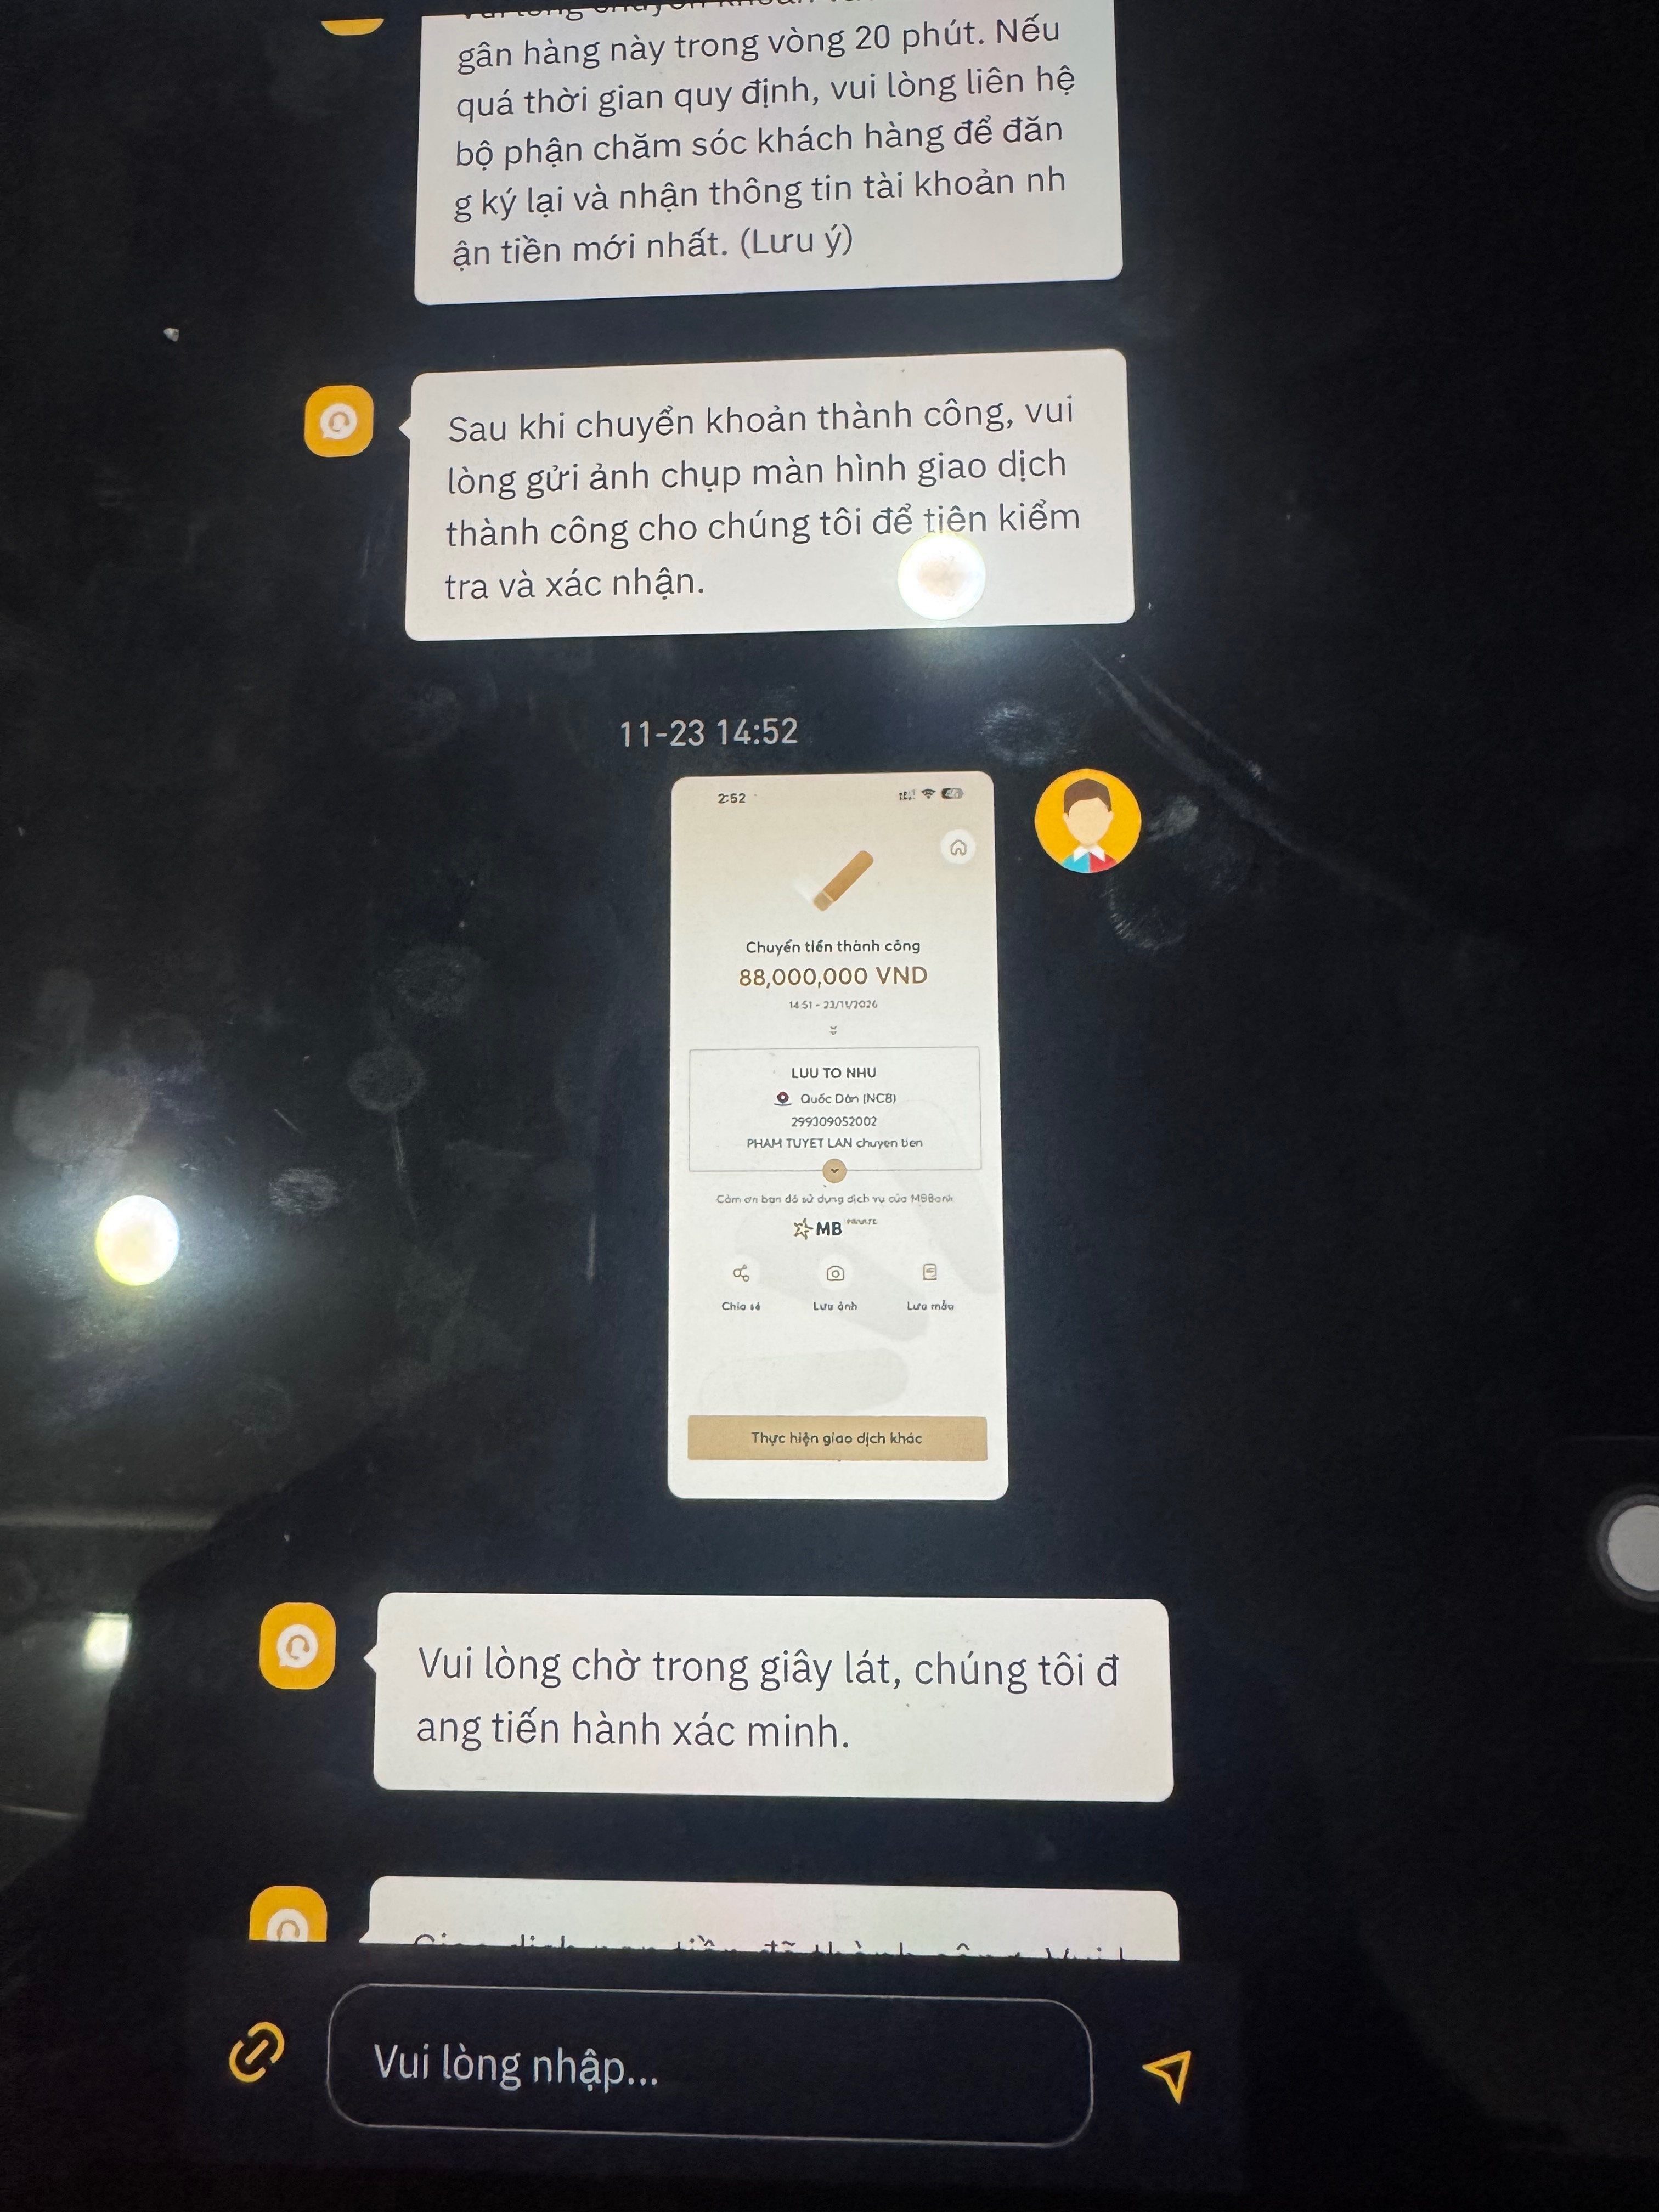 gân hàng này trong vòng 20 phút. Nếu
quá thời gian quy định, vui lòng liên hệ
bộ phận chăm sóc khách hàng để đăn
g ký lại và nhận thông tin tài khoản nh
ận tiền mới nhất. (Lưu ý)
Sau khi chuyển khoản thành công, vui
lòng gửi ảnh chụp màn hình giao dịch
thành công cho chúng tôi để tiện kiểm
tra và xác nhận.
11-23 14:52
2:52
Chuyển tiền thành công
88,000,000 VND
14:51 - 23/11/2026
LUU TO NHU
Quốc Dân (NCB)
299309052002
PHAM TUYET LAN chuyen tien
Cảm ơn bạn đã sử dụng dịch vụ của MBBank
MB PRIVATE
Chia sẻ
Lưu ảnh
Lưu mẫu
Thực hiện giao dịch khác
Vui lòng chờ trong giây lát, chúng tôi đ
ang tiến hành xác minh.
Vui lòng nhập...